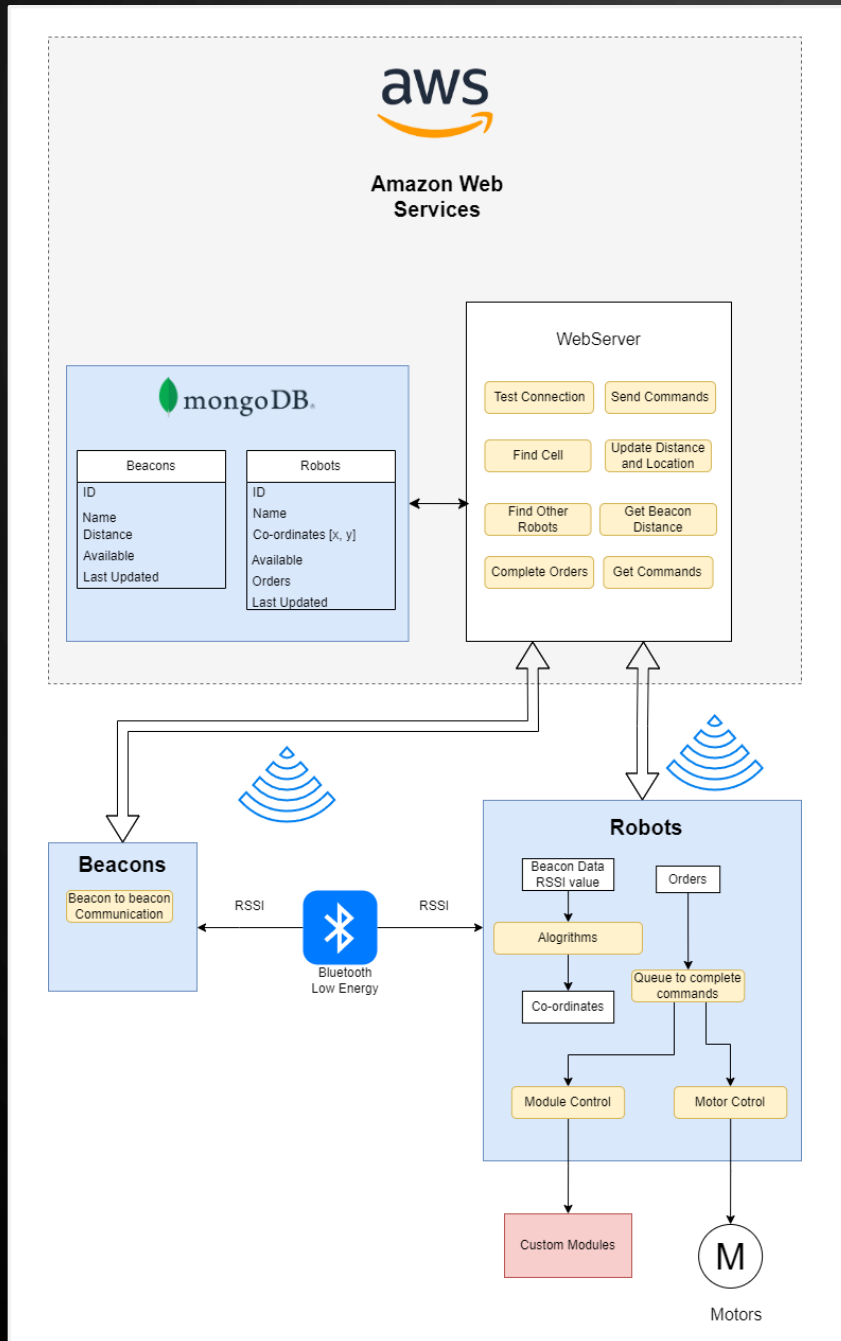 aws
Amazon Web
Services
WebServer
Test Connection
Send Commands
Find Cell
Update Distance
and Location
Find Other
Robots
Get Beacon
Distance
Complete Orders
Get Commands
mongoDB®
Beacons
ID
Name
Distance
Available
Last Updated
Robots
ID
Name
Co-ordinates [x, y]
Available
Orders
Last Updated
Beacons
Beacon to beacon
Communication
RSSI
RSSI
Bluetooth
Low Energy
Robots
Beacon Data
RSSI value
Orders
Alogrithms
Queue to complete
commands
Co-ordinates
Module Control
Motor Cotrol
Custom Modules
M
Motors